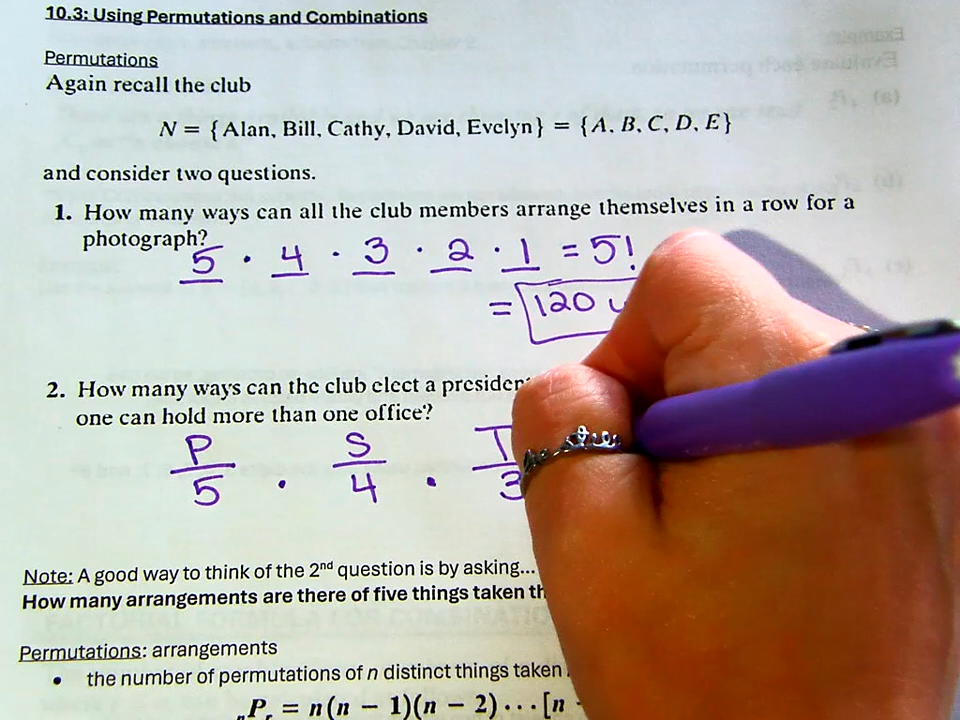 10.3: Using Permutations and Combinations
Permutations
Again recall the club
N = {Alan, Bill, Cathy, David, Evelyn} = {A, B, C, D, E}
and consider two questions.
1. How many ways can all the club members arrange themselves in a row for a
photograph?
5 · 4 · 3 · 2 · 1 = 5!
= 120
2. How many ways can the club elect a president
one can hold more than one office?
P S T
5 · 4 · 3
Note: A good way to think of the 2nd question is by asking...
How many arrangements are there of five things taken
Permutations: arrangements
• the number of permutations of n distinct things taken
nPr = n(n − 1)(n − 2)···[n